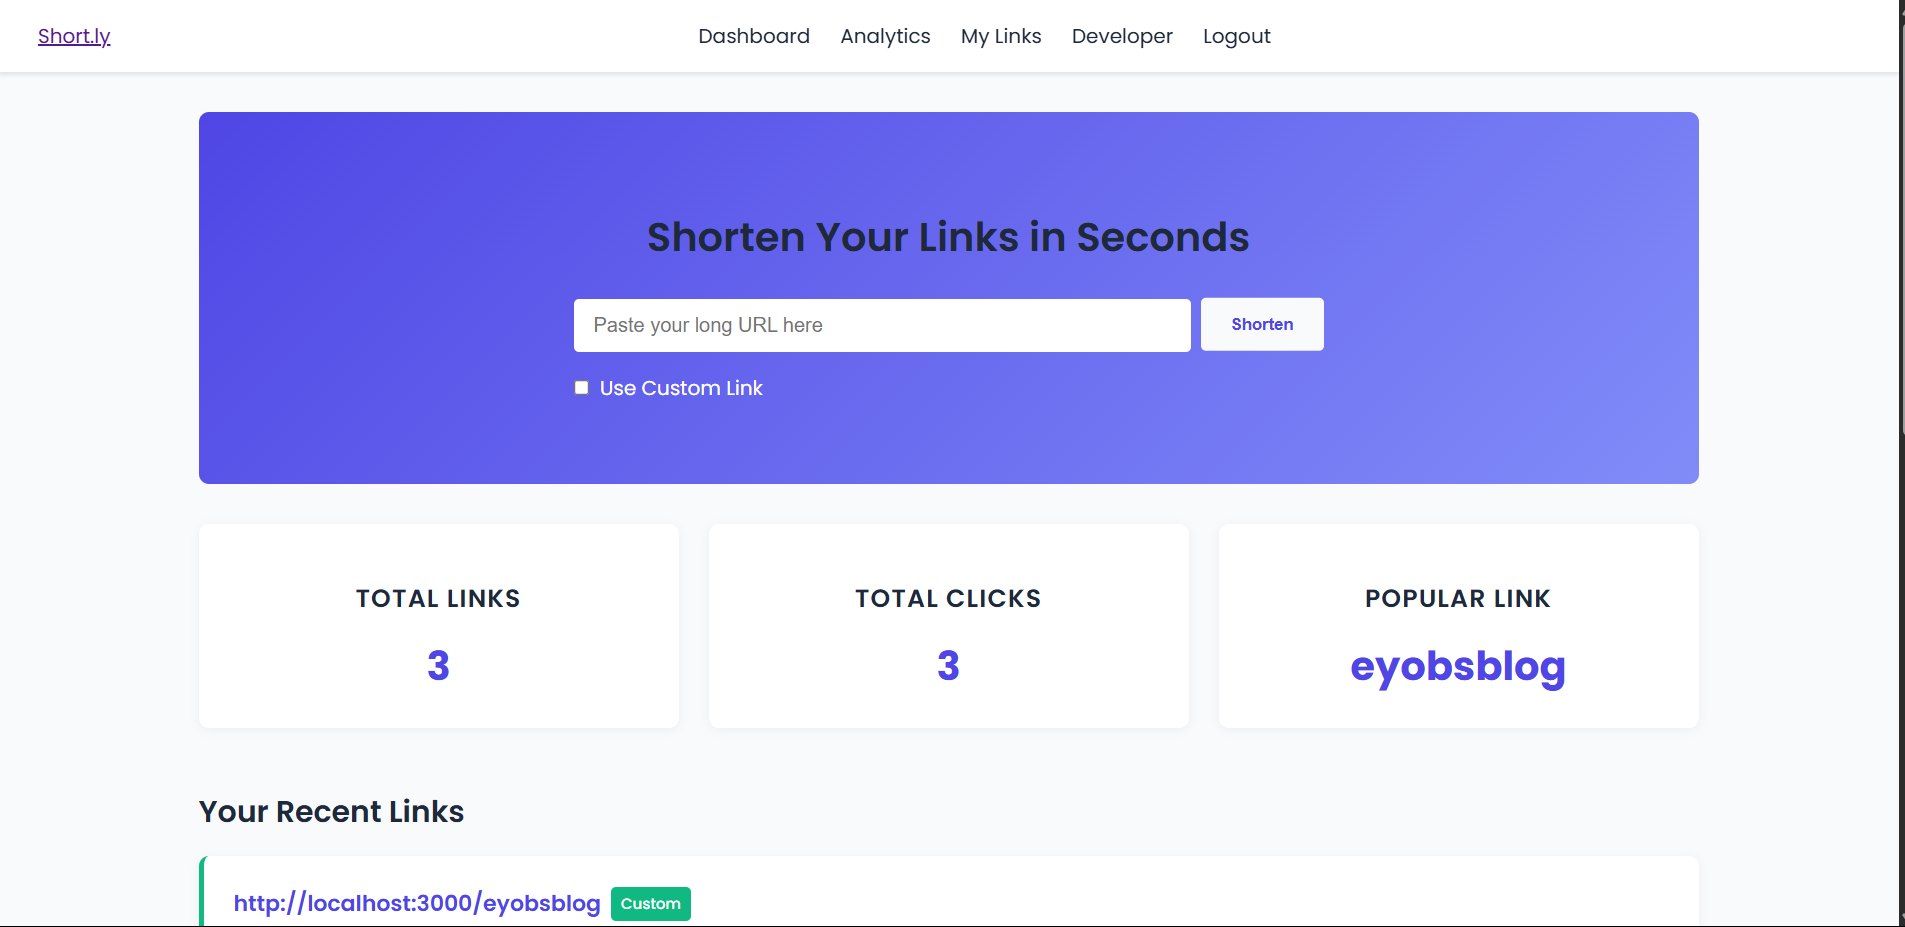 Short.ly
Dashboard Analytics My Links Developer Logout
Shorten Your Links in Seconds
Paste your long URL here
Shorten
Use Custom Link
TOTAL LINKS
3
TOTAL CLICKS
3
POPULAR LINK
eyobsblog
Your Recent Links
http://localhost:3000/eyobsblog Custom